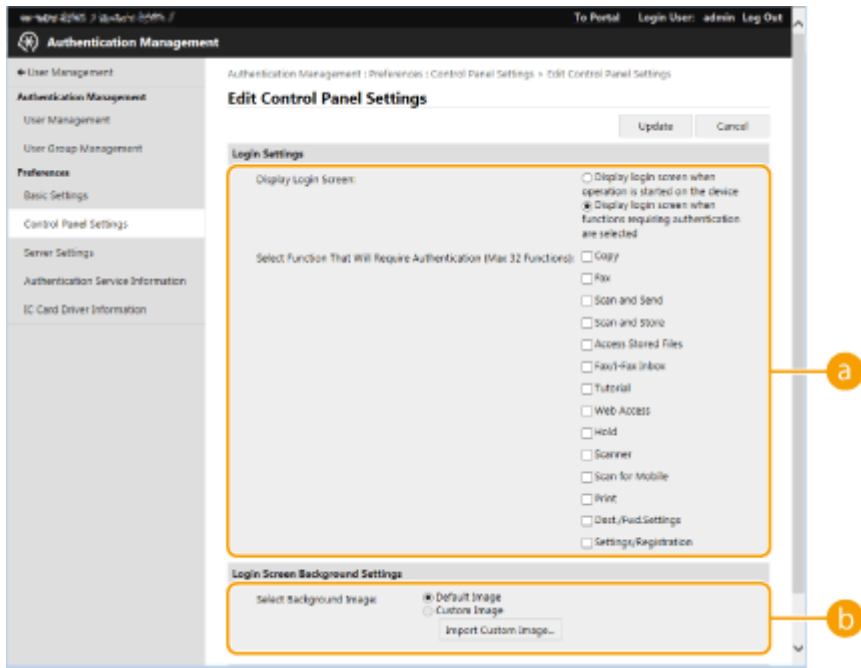 To Portal Login User: admin Log Out
Authentication Management
User Management
Authentication Management : Preferences : Control Panel Settings > Edit Control Panel Settings
Authentication Management
User Management
User Group Management
Preferences
Basic Settings
Control Panel Settings
Server Settings
Authentication Service Information
IC Card Driver Information
Edit Control Panel Settings
Update Cancel
Login Settings
Display Login Screen:
Display login screen when
operation is started on the device
Display login screen when
functions requiring authentication
are selected
Select Function That Will Require Authentication (Max 32 Functions):
Copy
Fax
Scan and Send
Scan and Store
Access Stored Files
Fax/I-Fax Inbox
Tutorial
Web Access
Hold
Scanner
Scan for Mobile
Print
Dest./Fwd.Settings
Settings/Registration
a
Login Screen Background Settings
Select Background Image:
Default Image
Custom Image
Import Custom Image...
b